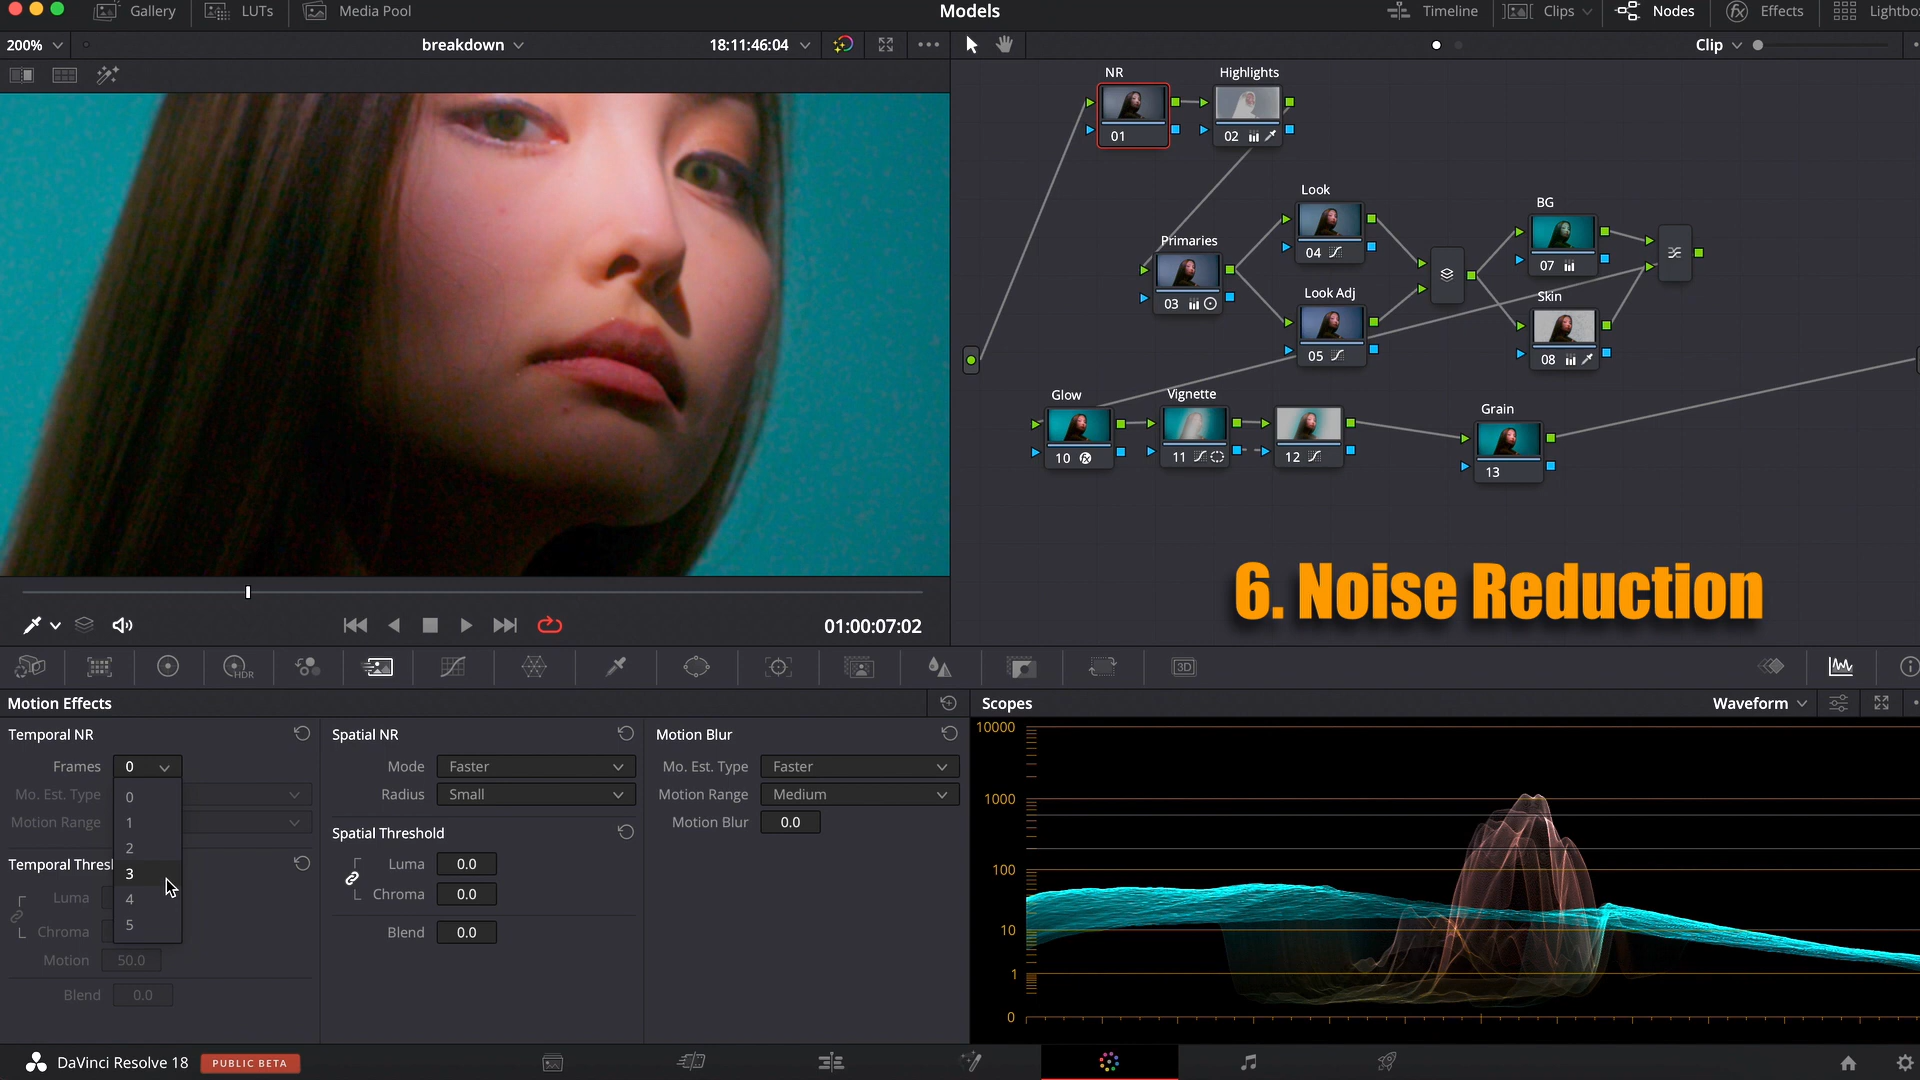 Gallery LUTs Media Pool Models Timeline Clips Nodes Effects
200% breakdown 18:11:46:04 Clip
NR Highlights
01 02
Look BG
Primaries 04 07
03 Look Adj Skin
05 08
Glow Vignette Grain
10 11 12 13
6. Noise Reduction
01:00:07:02
HDR 3D
Motion Effects
Scopes Waveform
Temporal NR
Frames 0
0
Mo. Est. Type
1
Motion Range
2
3
4
5
Luma
Chroma
Motion 50.0
Blend 0.0
Spatial NR
Mode Faster
Radius Small
Spatial Threshold
Luma 0.0
Chroma 0.0
Blend 0.0
Motion Blur
Mo. Est. Type Faster
Motion Range Medium
Motion Blur 0.0
10000
1000
100
10
1
0
DaVinci Resolve 18 PUBLIC BETA